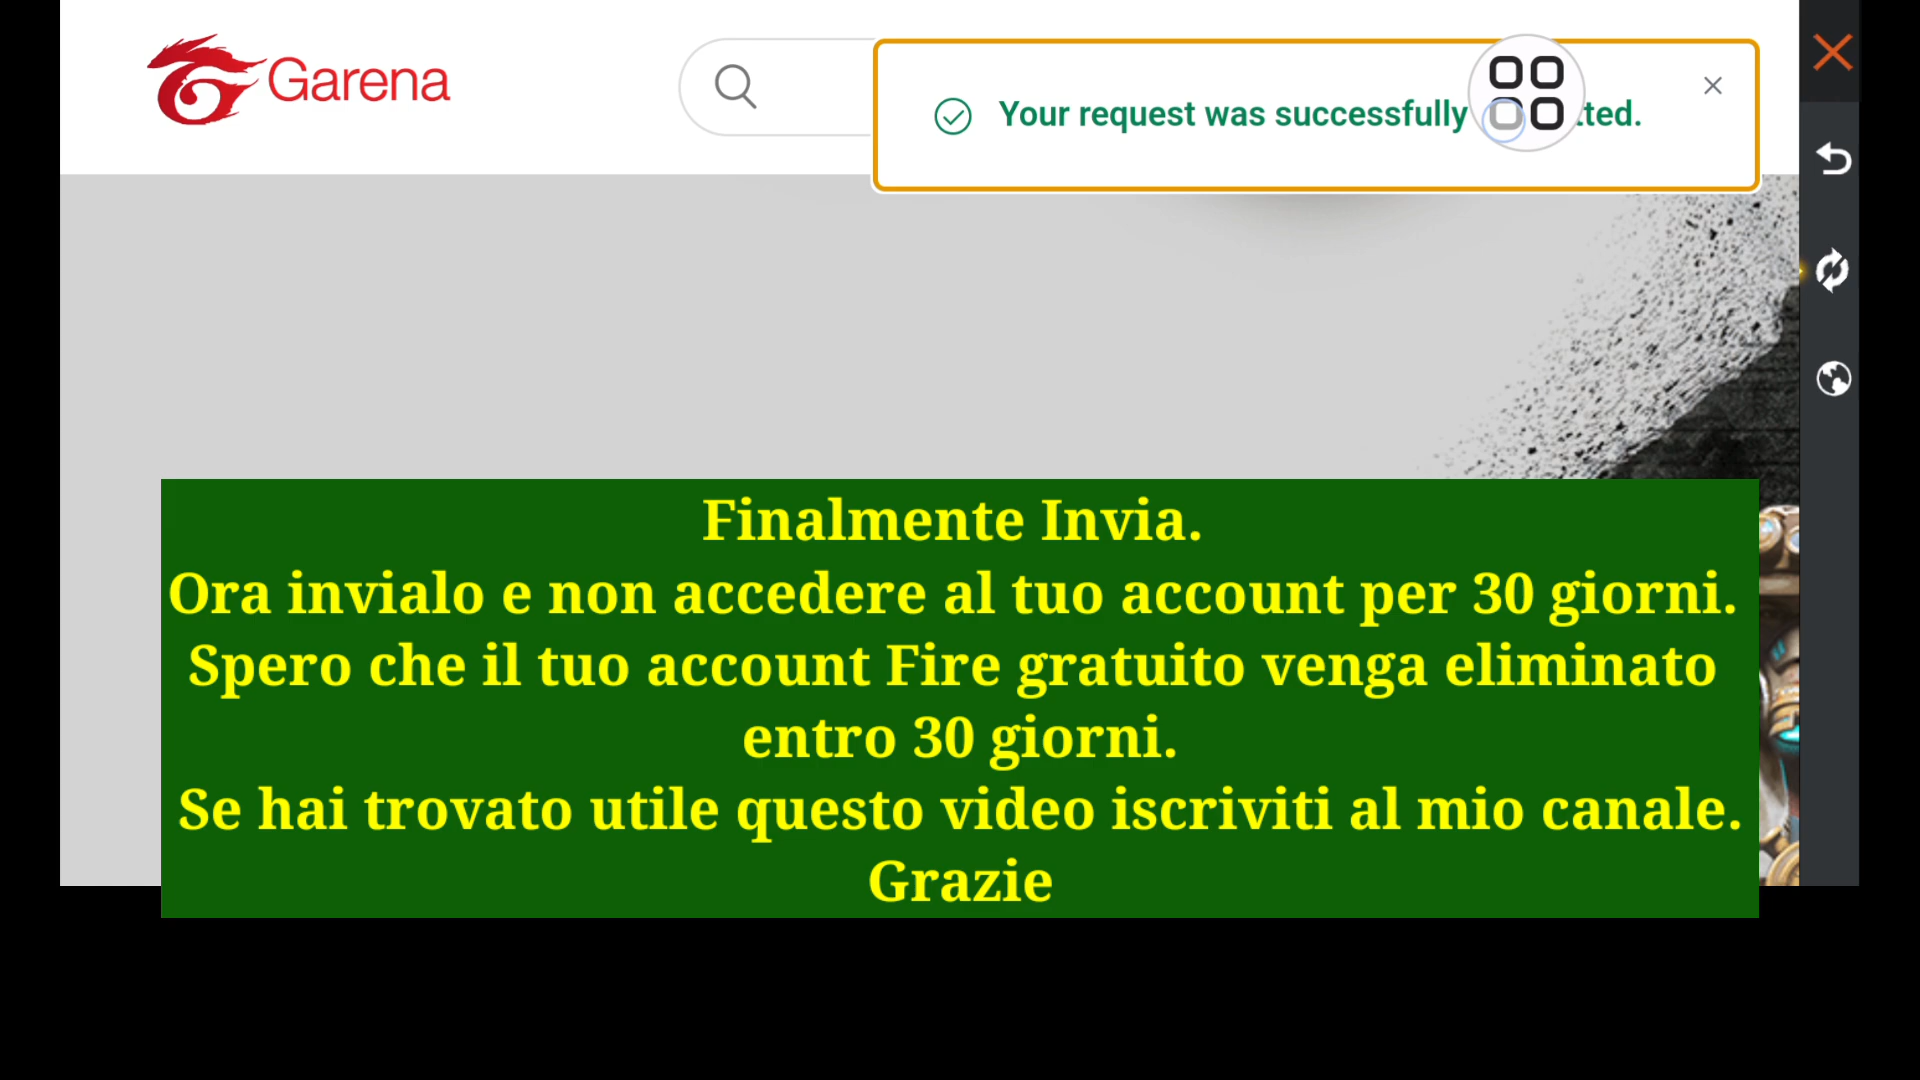 Garena
Your request was successfully
Finalmente Invia.
Ora invialo e non accedere al tuo account per 30 giorni.
Spero che il tuo account Fire gratuito venga eliminato
entro 30 giorni.
Se hai trovato utile questo video iscriviti al mio canale.
Grazie